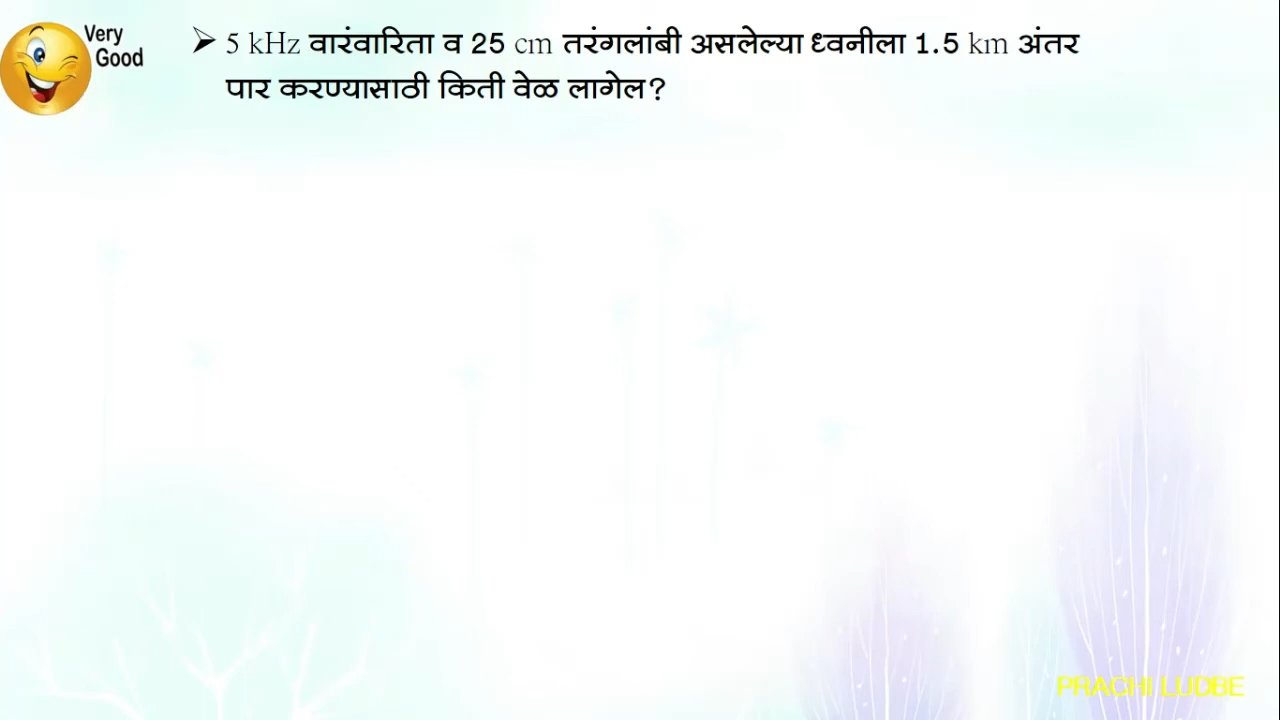 Very
Good
➢ 5 kHz वारंवारिता व 25 cm तरंगलांबी असलेल्या ध्वनीला 1.5 km अंतर
पार करण्यासाठी किती वेळ लागेल?
PRACHI LUDBE